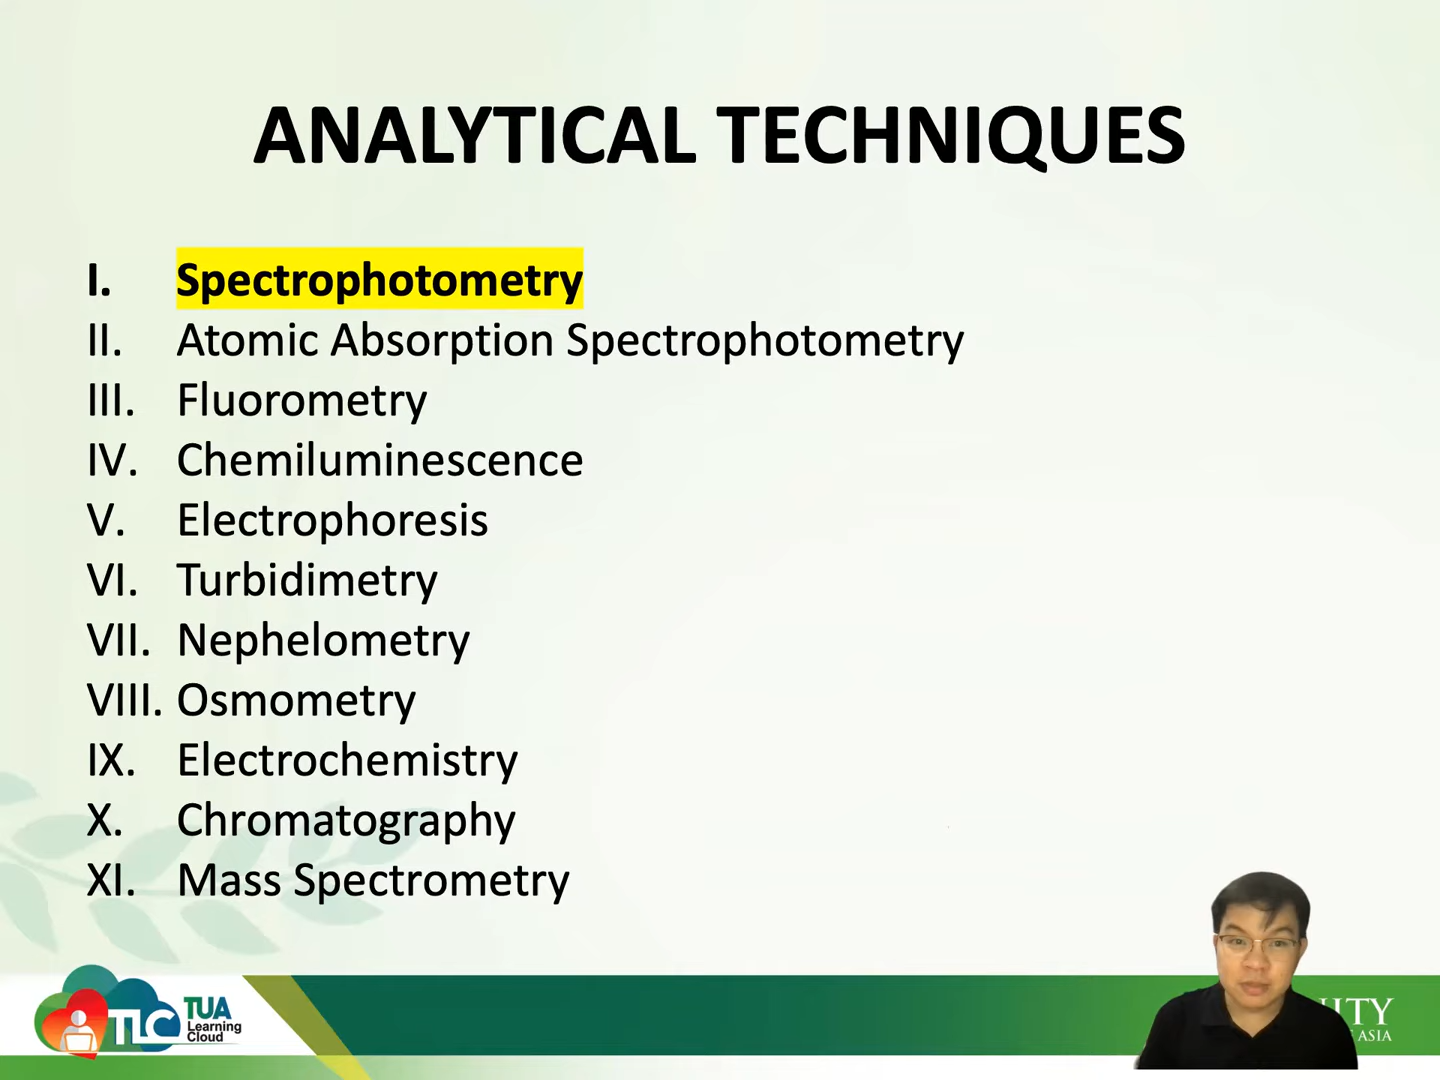 ANALYTICAL TECHNIQUES
I. Spectrophotometry
II. Atomic Absorption Spectrophotometry
III. Fluorometry
IV. Chemiluminescence
V. Electrophoresis
VI. Turbidimetry
VII. Nephelometry
VIII. Osmometry
IX. Electrochemistry
X. Chromatography
XI. Mass Spectrometry
TLC
TUA
Learning
Cloud
ASIA